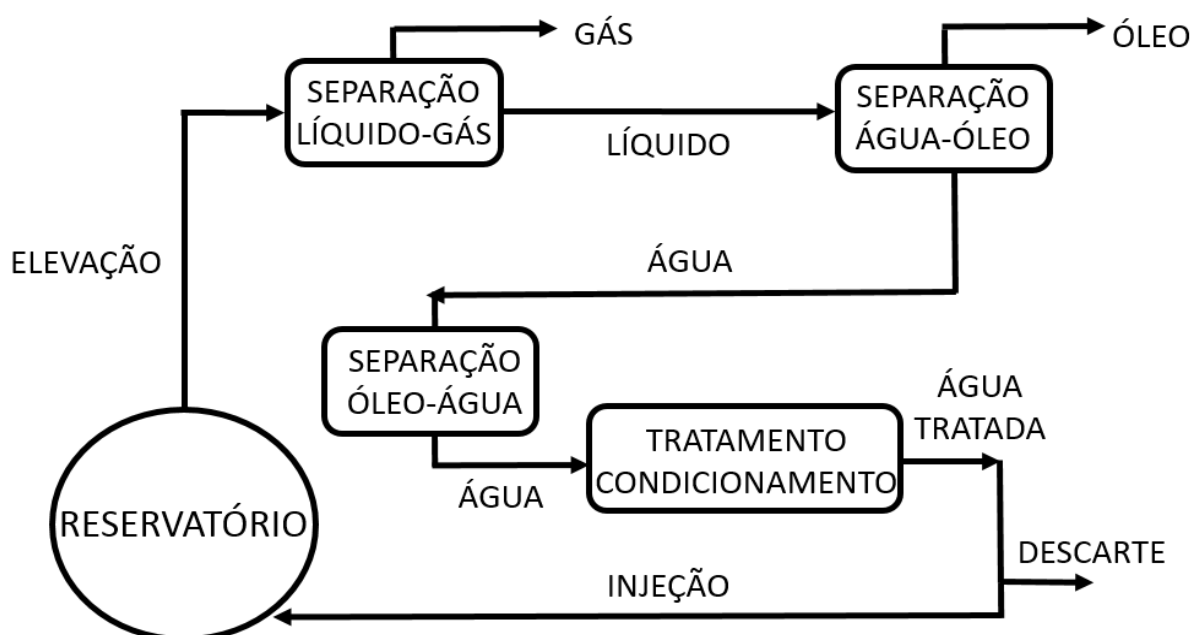 GÁS
ÓLEO
SEPARAÇÃO
LÍQUIDO-GÁS
LÍQUIDO
SEPARAÇÃO
ÁGUA-ÓLEO
ELEVAÇÃO
ÁGUA
SEPARAÇÃO
ÓLEO-ÁGUA
ÁGUA
TRATAMENTO
CONDICIONAMENTO
ÁGUA
TRATADA
RESERVATÓRIO
INJEÇÃO
DESCARTE